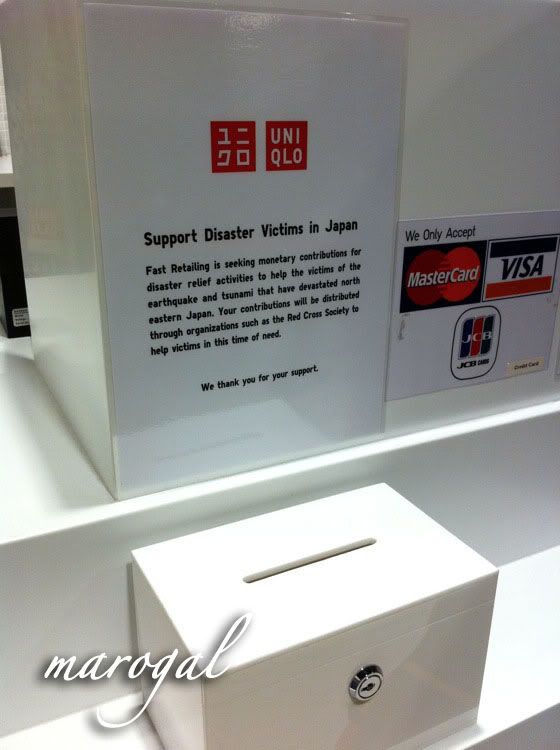 ユニ
クロ
UNI
QLO
Support Disaster Victims in Japan
Fast Retailing is seeking monetary contributions for
disaster relief activities to help the victims of the
earthquake and tsunami that have devastated north
eastern Japan. Your contributions will be distributed
through organizations such as the Red Cross Society to
help victims in this time of need.
We thank you for your support.
We Only Accept
MasterCard
VISA
JCB
JCB CARDS
Credit Card
marogal